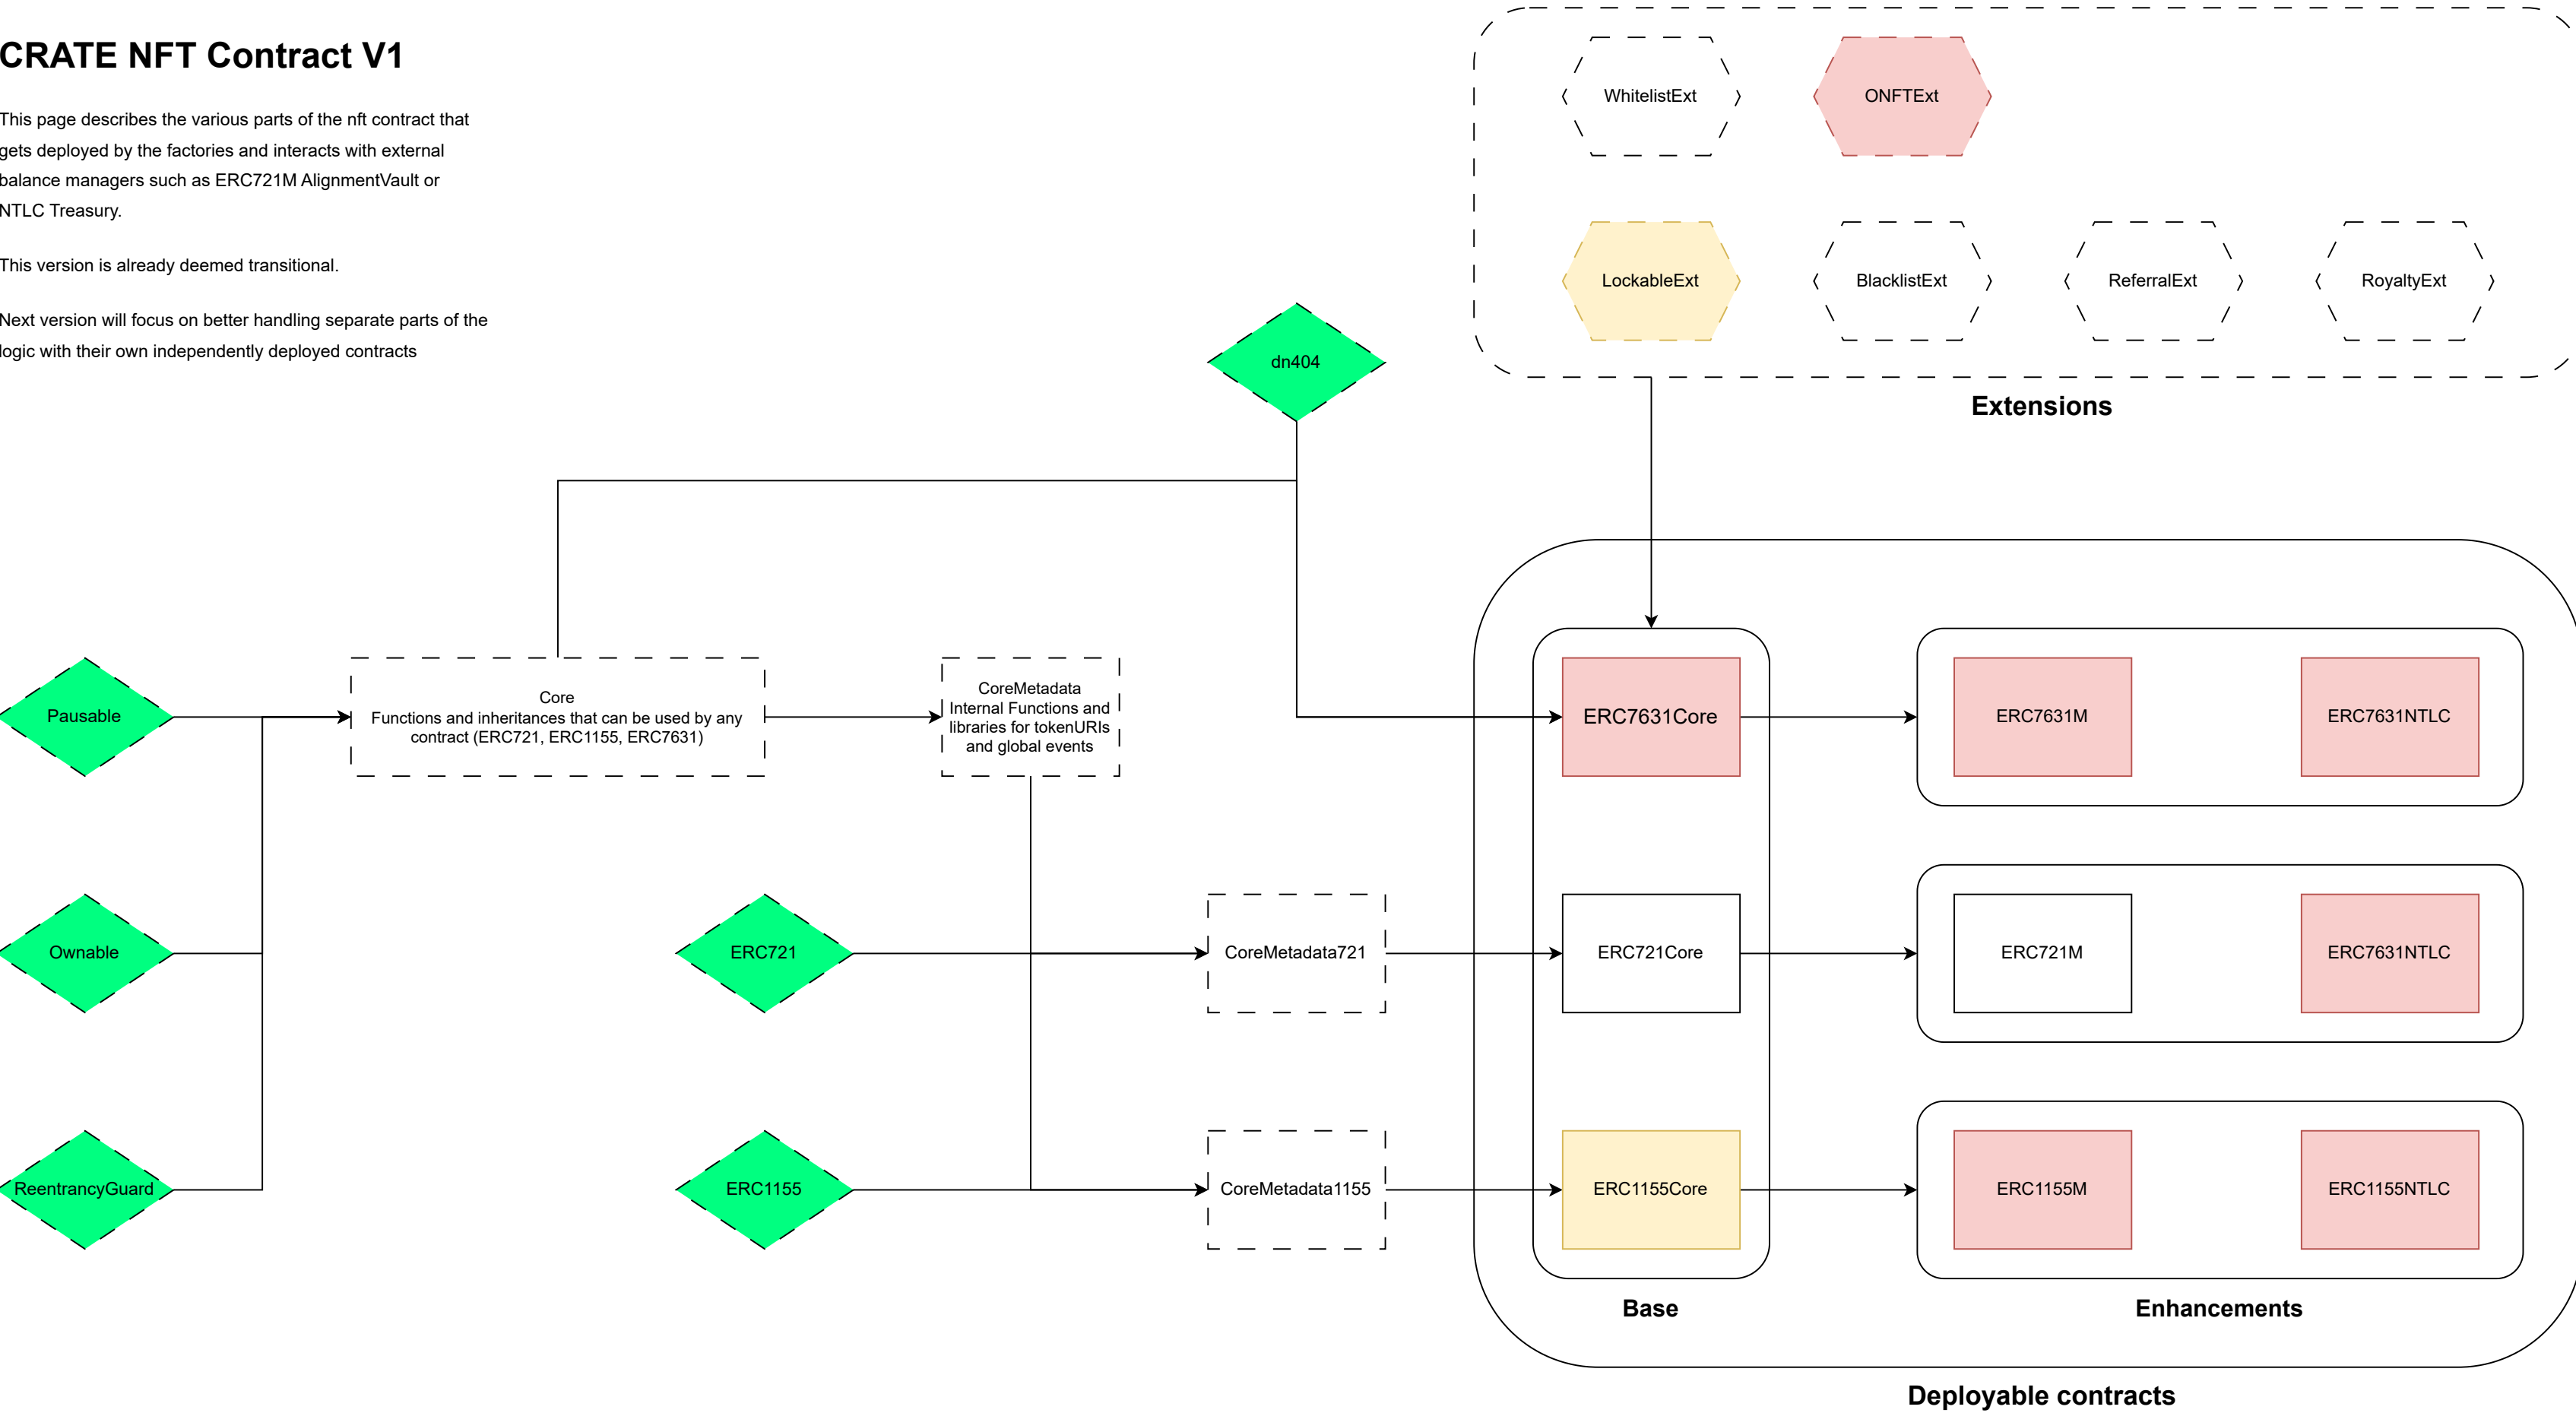 CRATE NFT Contract V1
This page describes the various parts of the nft contract that
gets deployed by the factories and interacts with external
balance managers such as ERC721M AlignmentVault or
NTLC Treasury.
This version is already deemed transitional.
Next version will focus on better handling separate parts of the
logic with their own independently deployed contracts
WhitelistExt
ONFTExt
LockableExt
BlacklistExt
ReferralExt
RoyaltyExt
Extensions
dn404
Pausable
Core
Functions and inheritances that can be used by any
contract (ERC721, ERC1155, ERC7631)
CoreMetadata
Internal Functions and
libraries for tokenURIs
and global events
ERC7631Core
ERC7631M
ERC7631NTLC
Ownable
ERC721
CoreMetadata721
ERC721Core
ERC721M
ERC7631NTLC
ReentrancyGuard
ERC1155
CoreMetadata1155
ERC1155Core
ERC1155M
ERC1155NTLC
Base
Enhancements
Deployable contracts